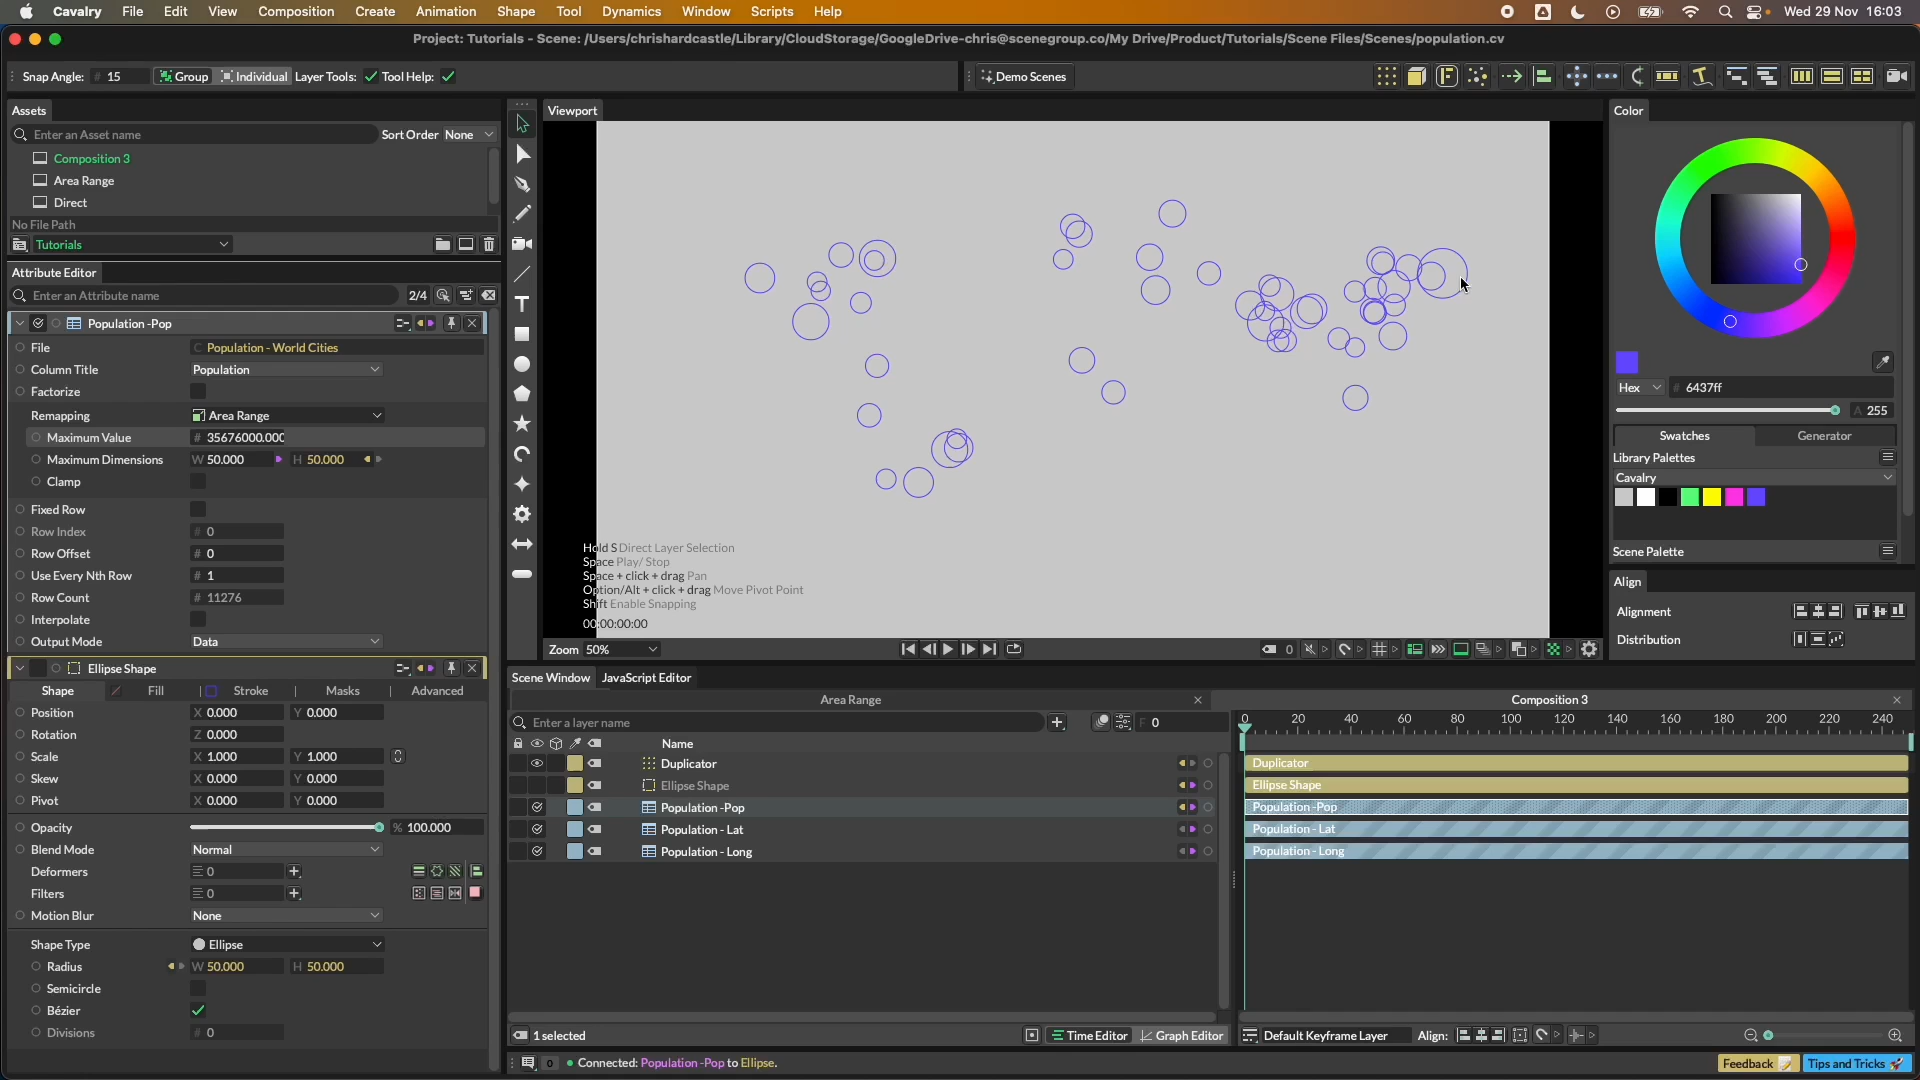 Cavalry File Edit View Composition Create Animation Shape Tool Dynamics Window Scripts Help Wed 29 Nov 16:03
Project: Tutorials - Scene: /Users/chrishardcastle/Library/CloudStorage/GoogleDrive-chris@scenegroup.co/My Drive/Product/Tutorials/Scene Files/Scenes/population.cv
Snap Angle: # 15 Group Individual Layer Tools: Tool Help: Demo Scenes
Assets
Enter an Asset name Sort Order None
Composition 3
Area Range
Direct
No File Path
Tutorials
Attribute Editor
Enter an Attribute name 2/4
Population -Pop
File C Population - World Cities
Column Title Population
Factorize
Remapping Area Range
Maximum Value # 35676000.000
Maximum Dimensions W 50.000 H 50.000
Clamp
Fixed Row
Row Index # 0
Row Offset # 0
Use Every Nth Row # 1
Row Count # 11276
Interpolate
Output Mode Data
Ellipse Shape
Shape Fill Stroke Masks Advanced
Position X 0.000 Y 0.000
Rotation Z 0.000
Scale X 1.000 Y 1.000
Skew X 0.000 Y 0.000
Pivot X 0.000 Y 0.000
Opacity % 100.000
Blend Mode Normal
Deformers 0
Filters 0
Motion Blur None
Shape Type Ellipse
Radius W 50.000 H 50.000
Semicircle
Bézier
Divisions # 0
Viewport
Hold S Direct Layer Selection
Space Play/ Stop
Space + click + drag Pan
Option/Alt + click + drag Move Pivot Point
Shift Enable Snapping
00:00:00:00
Zoom 50% 0
Color
Hex # 6437ff
A 255
Swatches Generator
Library Palettes
Cavalry
Scene Palette
Align
Alignment
Distribution
Scene Window JavaScript Editor
Area Range Composition 3
Enter a layer name F 0
0 20 40 60 80 100 120 140 160 180 200 220 240
Name
Duplicator Duplicator
Ellipse Shape Ellipse Shape
Population -Pop Population -Pop
Population - Lat Population - Lat
Population - Long Population - Long
1 selected Time Editor Graph Editor Default Keyframe Layer Align:
0 Connected: Population -Pop to Ellipse. Feedback Tips and Tricks